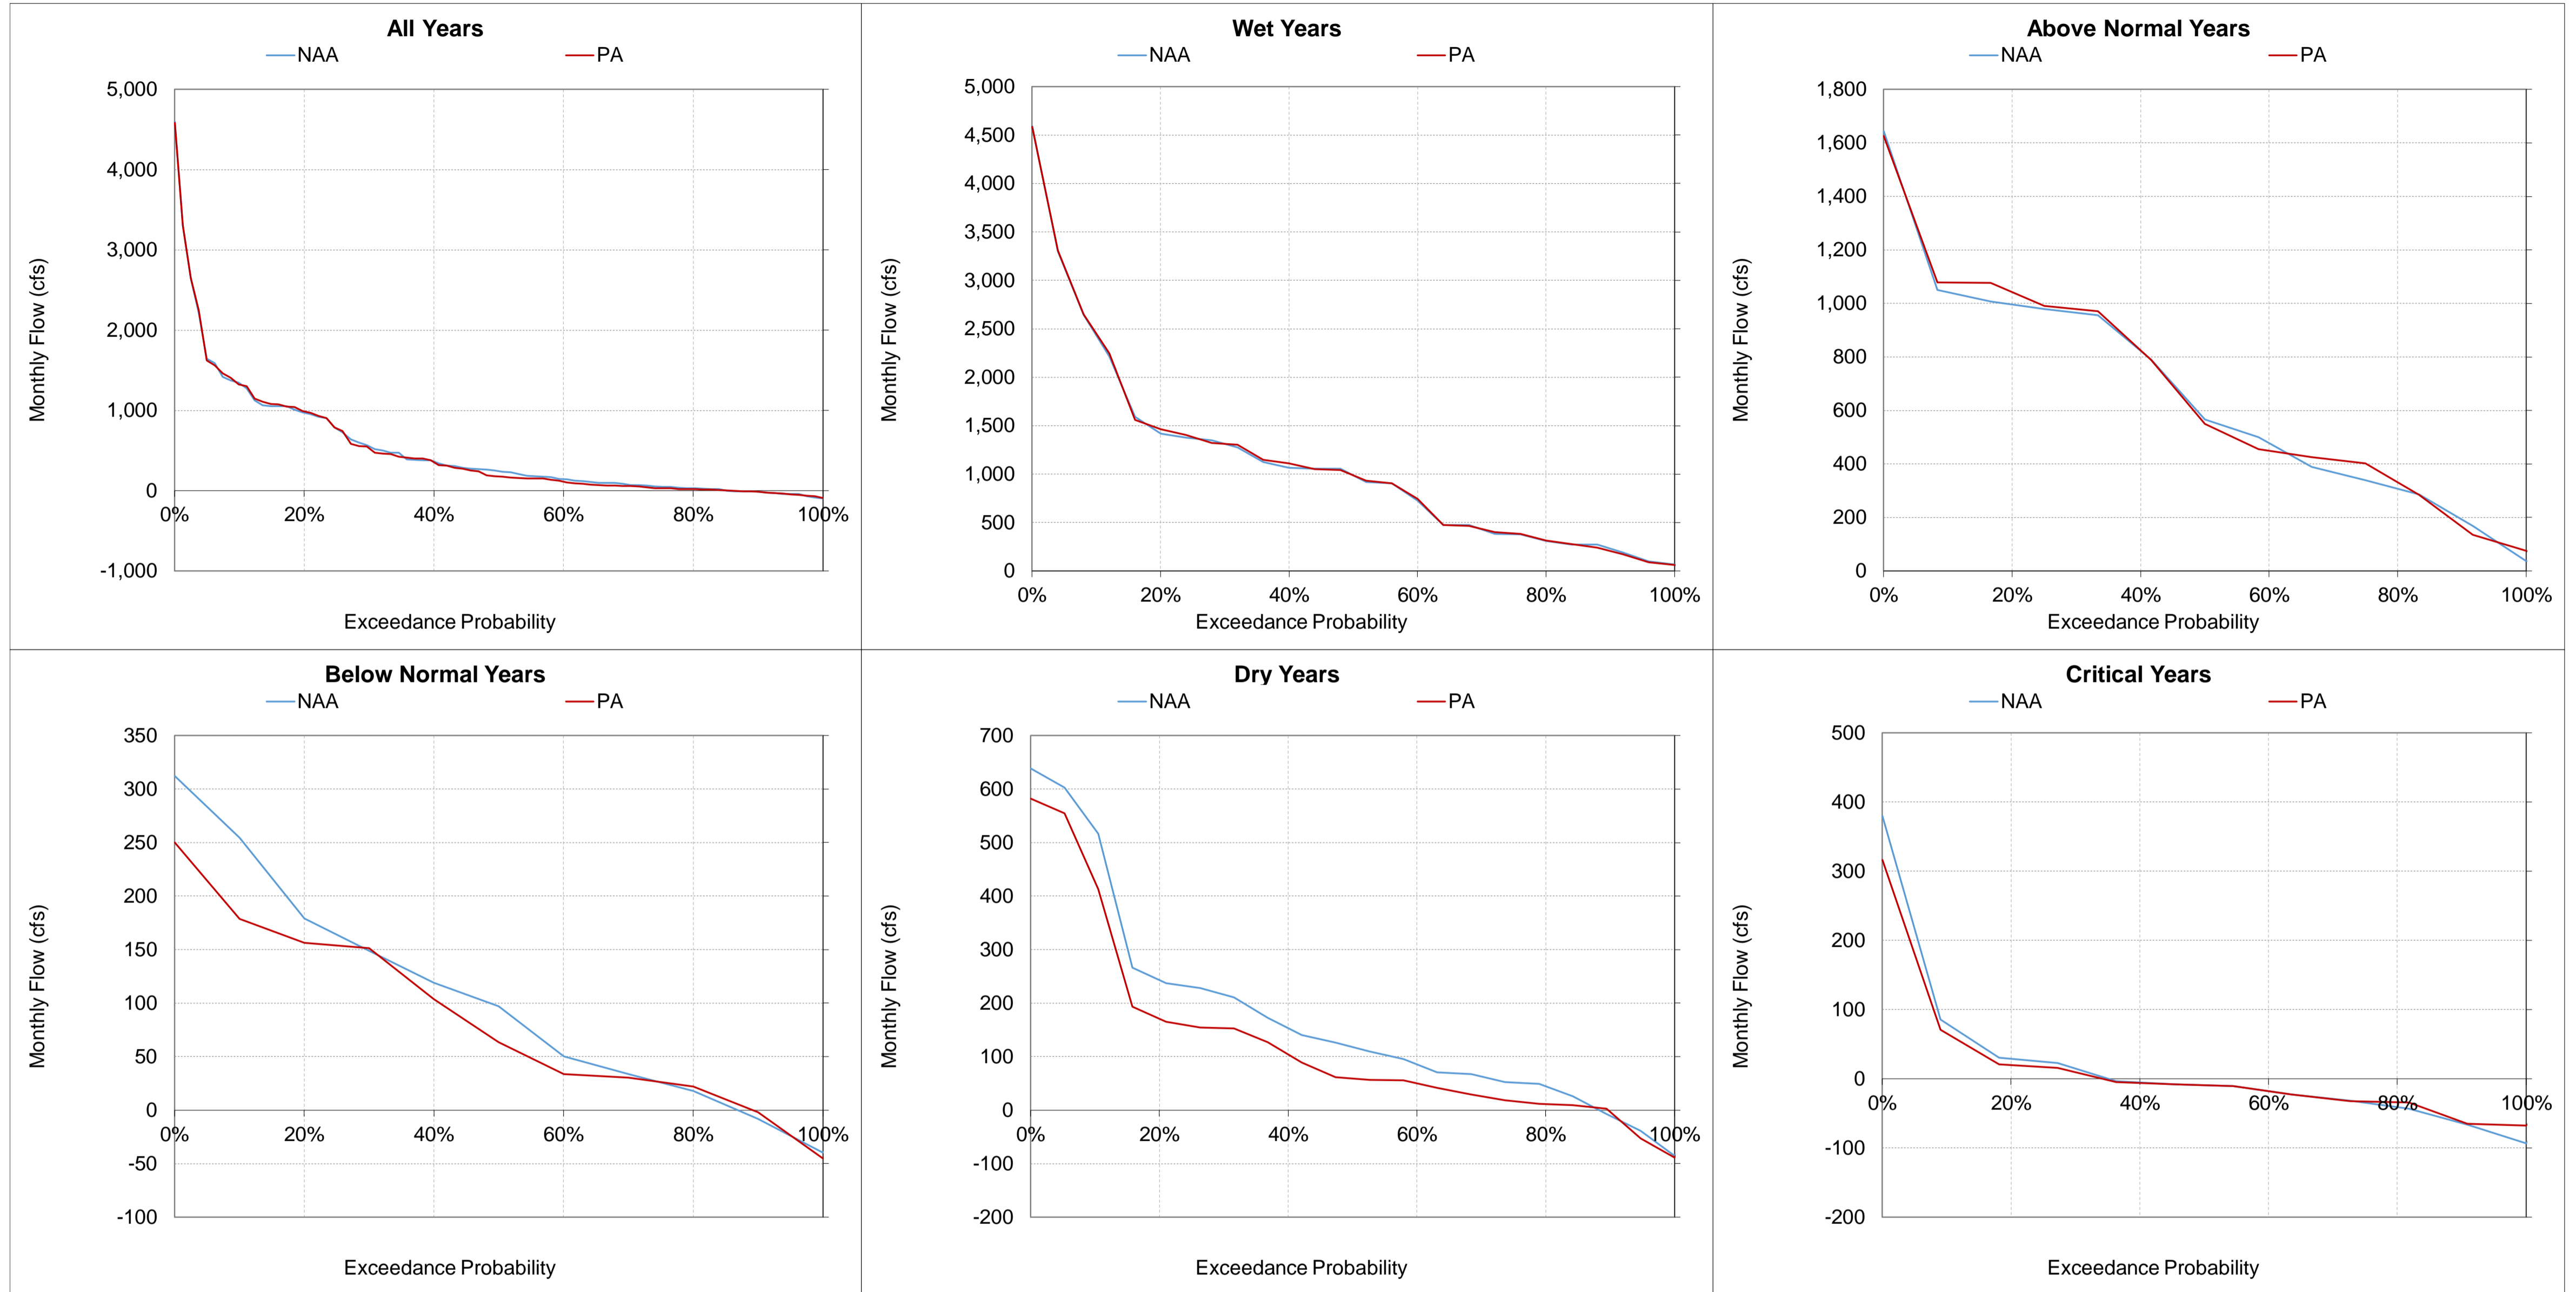 All Years
NAA PA
5,000
4,000
3,000
2,000
1,000
0
-1,000
0% 20% 40% 60% 80% 100%
Monthly Flow (cfs)
Exceedance Probability
Wet Years
NAA PA
5,000
4,500
4,000
3,500
3,000
2,500
2,000
1,500
1,000
500
0
0% 20% 40% 60% 80% 100%
Monthly Flow (cfs)
Exceedance Probability
Above Normal Years
NAA PA
1,800
1,600
1,400
1,200
1,000
800
600
400
200
0
0% 20% 40% 60% 80% 100%
Monthly Flow (cfs)
Exceedance Probability
Below Normal Years
NAA PA
350
300
250
200
150
100
50
0
-50
-100
0% 20% 40% 60% 80% 100%
Monthly Flow (cfs)
Exceedance Probability
Dry Years
NAA PA
700
600
500
400
300
200
100
0
-100
-200
0% 20% 40% 60% 80% 100%
Monthly Flow (cfs)
Exceedance Probability
Critical Years
NAA PA
500
400
300
200
100
0
-100
-200
0% 20% 40% 60% 80% 100%
Monthly Flow (cfs)
Exceedance Probability